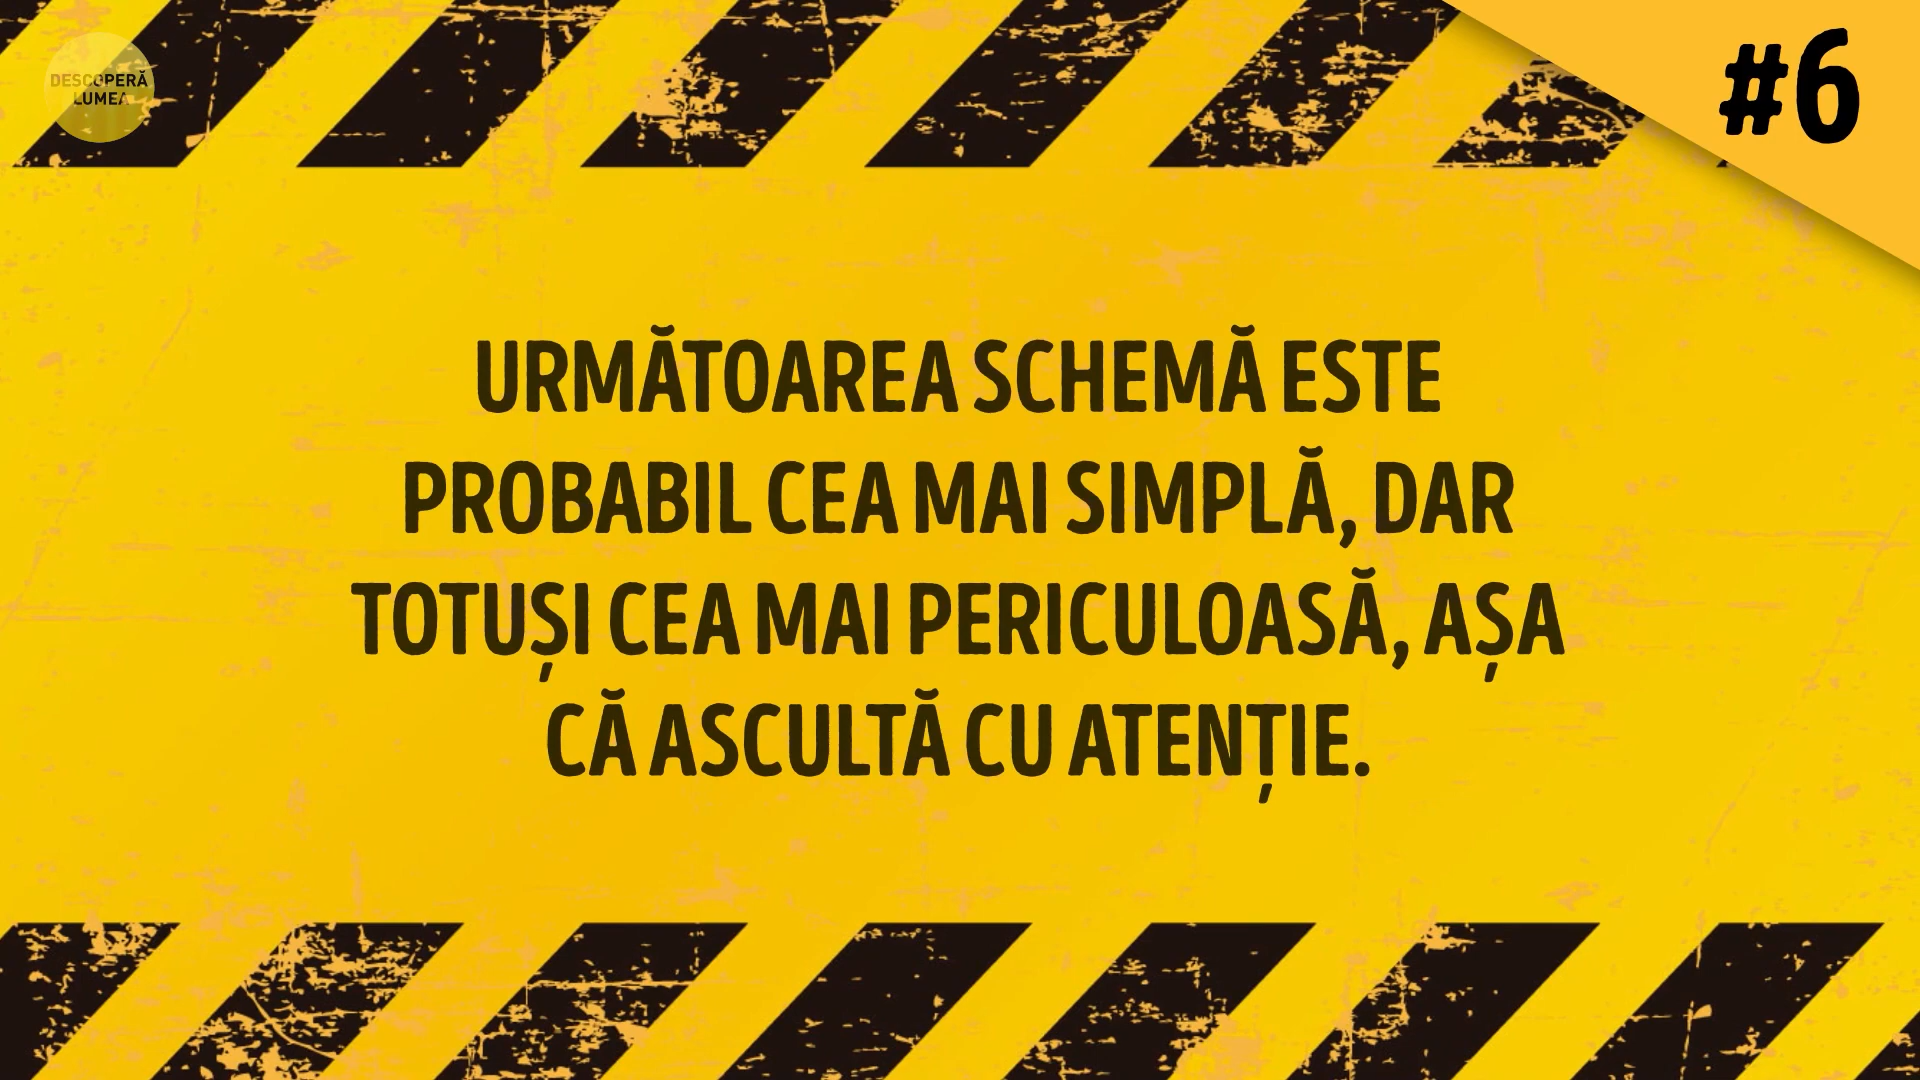 DESCOPERĂ
LUMEA
#6
URMĂTOAREA SCHEMĂ ESTE
PROBABIL CEA MAI SIMPLĂ, DAR
TOTUȘI CEA MAI PERICULOASĂ, AȘA
CĂ ASCULTĂ CU ATENȚIE.